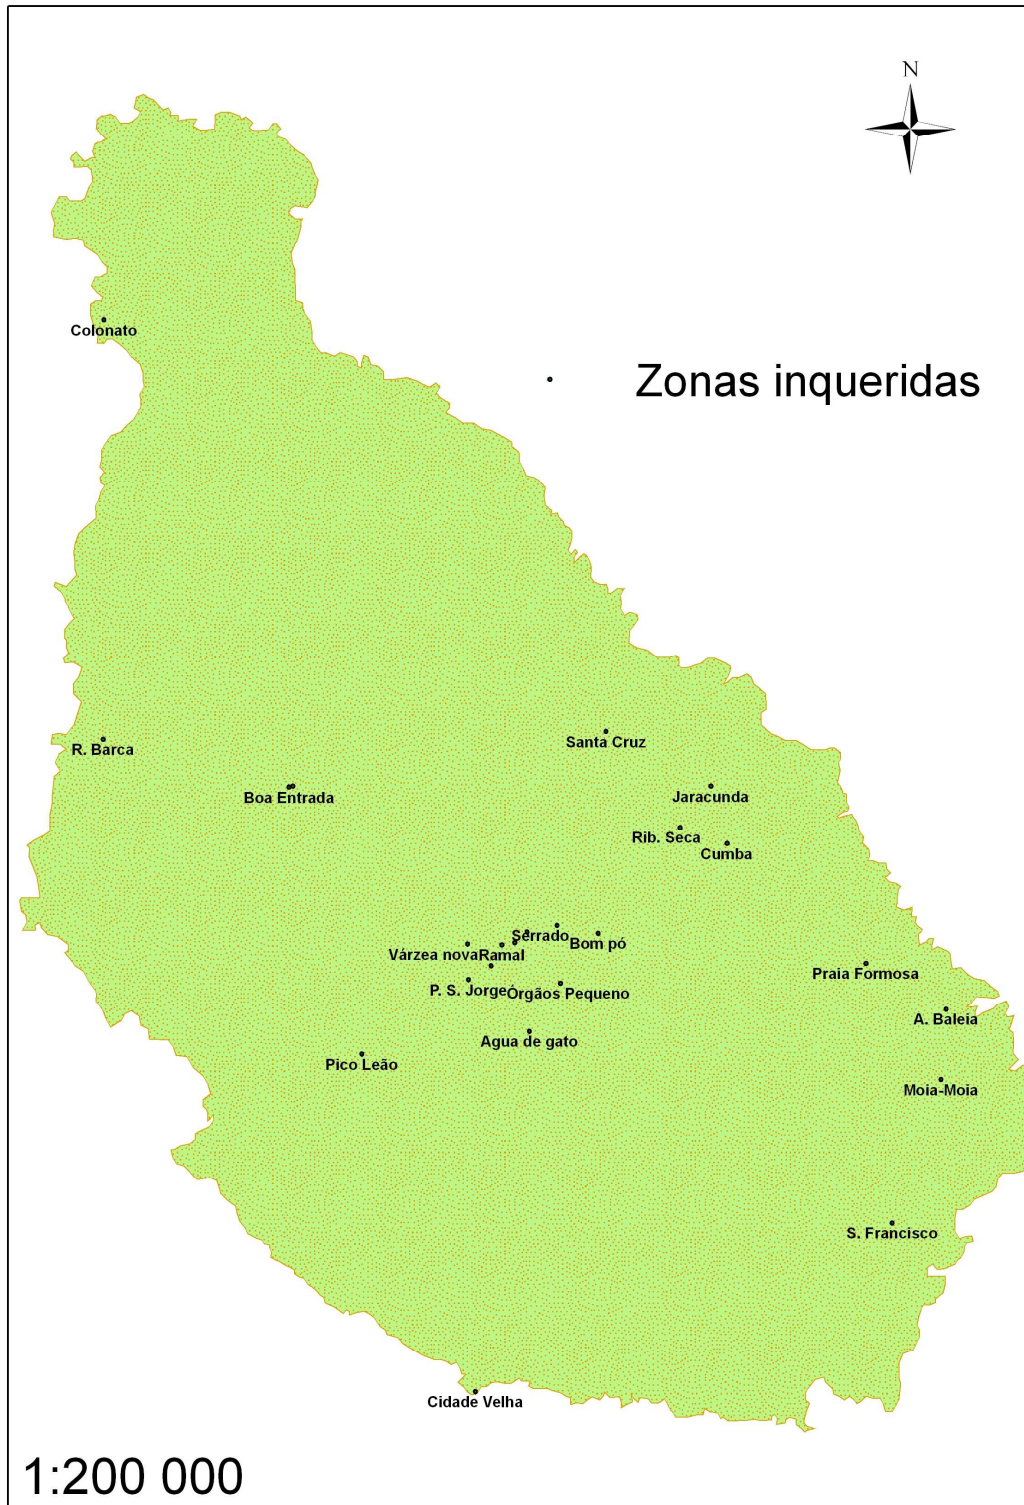 N
Colonato
Zonas inqueridas
Santa Cruz
R. Barca
Boa Entrada
Jaracunda
Rib. Seca
Cumba
Serrado
Bom pó
Várzea nova
Ramal
Praia Formosa
P. S. Jorge
Órgãos Pequeno
A. Baleia
Agua de gato
Pico Leão
Moia-Moia
S. Francisco
Cidade Velha
1:200 000